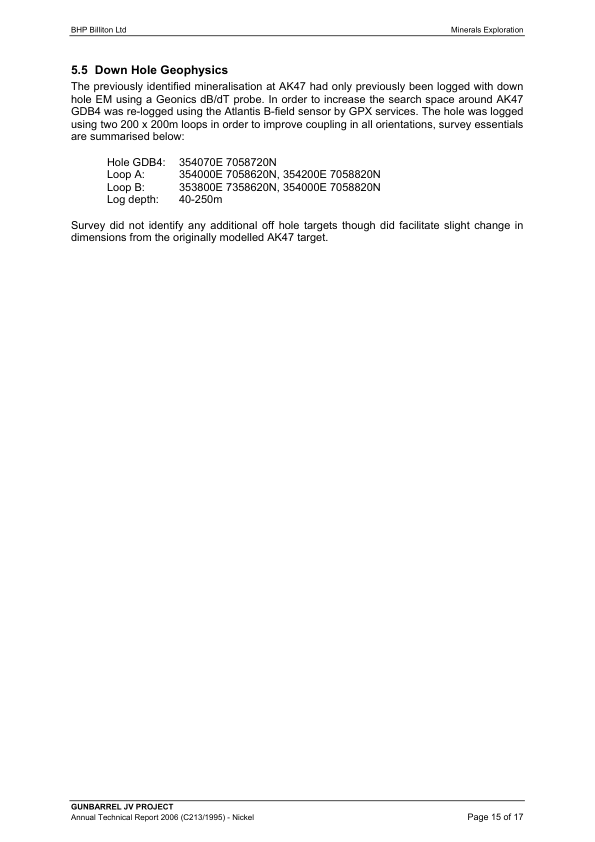 BHP Billiton Ltd Minerals Exploration
5.5 Down Hole Geophysics
The previously identified mineralisation at AK47 had only previously been logged with down
hole EM using a Geonics dB/dT probe. In order to increase the search space around AK47
GDB4 was re-logged using the Atlantis B-field sensor by GPX services. The hole was logged
using two 200 x 200m loops in order to improve coupling in all orientations, survey essentials
are summarised below:
Hole GDB4: 354070E 7058720N
Loop A: 354000E 7058620N, 354200E 7058820N
Loop B: 353800E 7358620N, 354000E 7058820N
Log depth: 40-250m
Survey did not identify any additional off hole targets though did facilitate slight change in
dimensions from the originally modelled AK47 target.
GUNBARREL JV PROJECT
Annual Technical Report 2006 (C213/1995) - Nickel Page 15 of 17